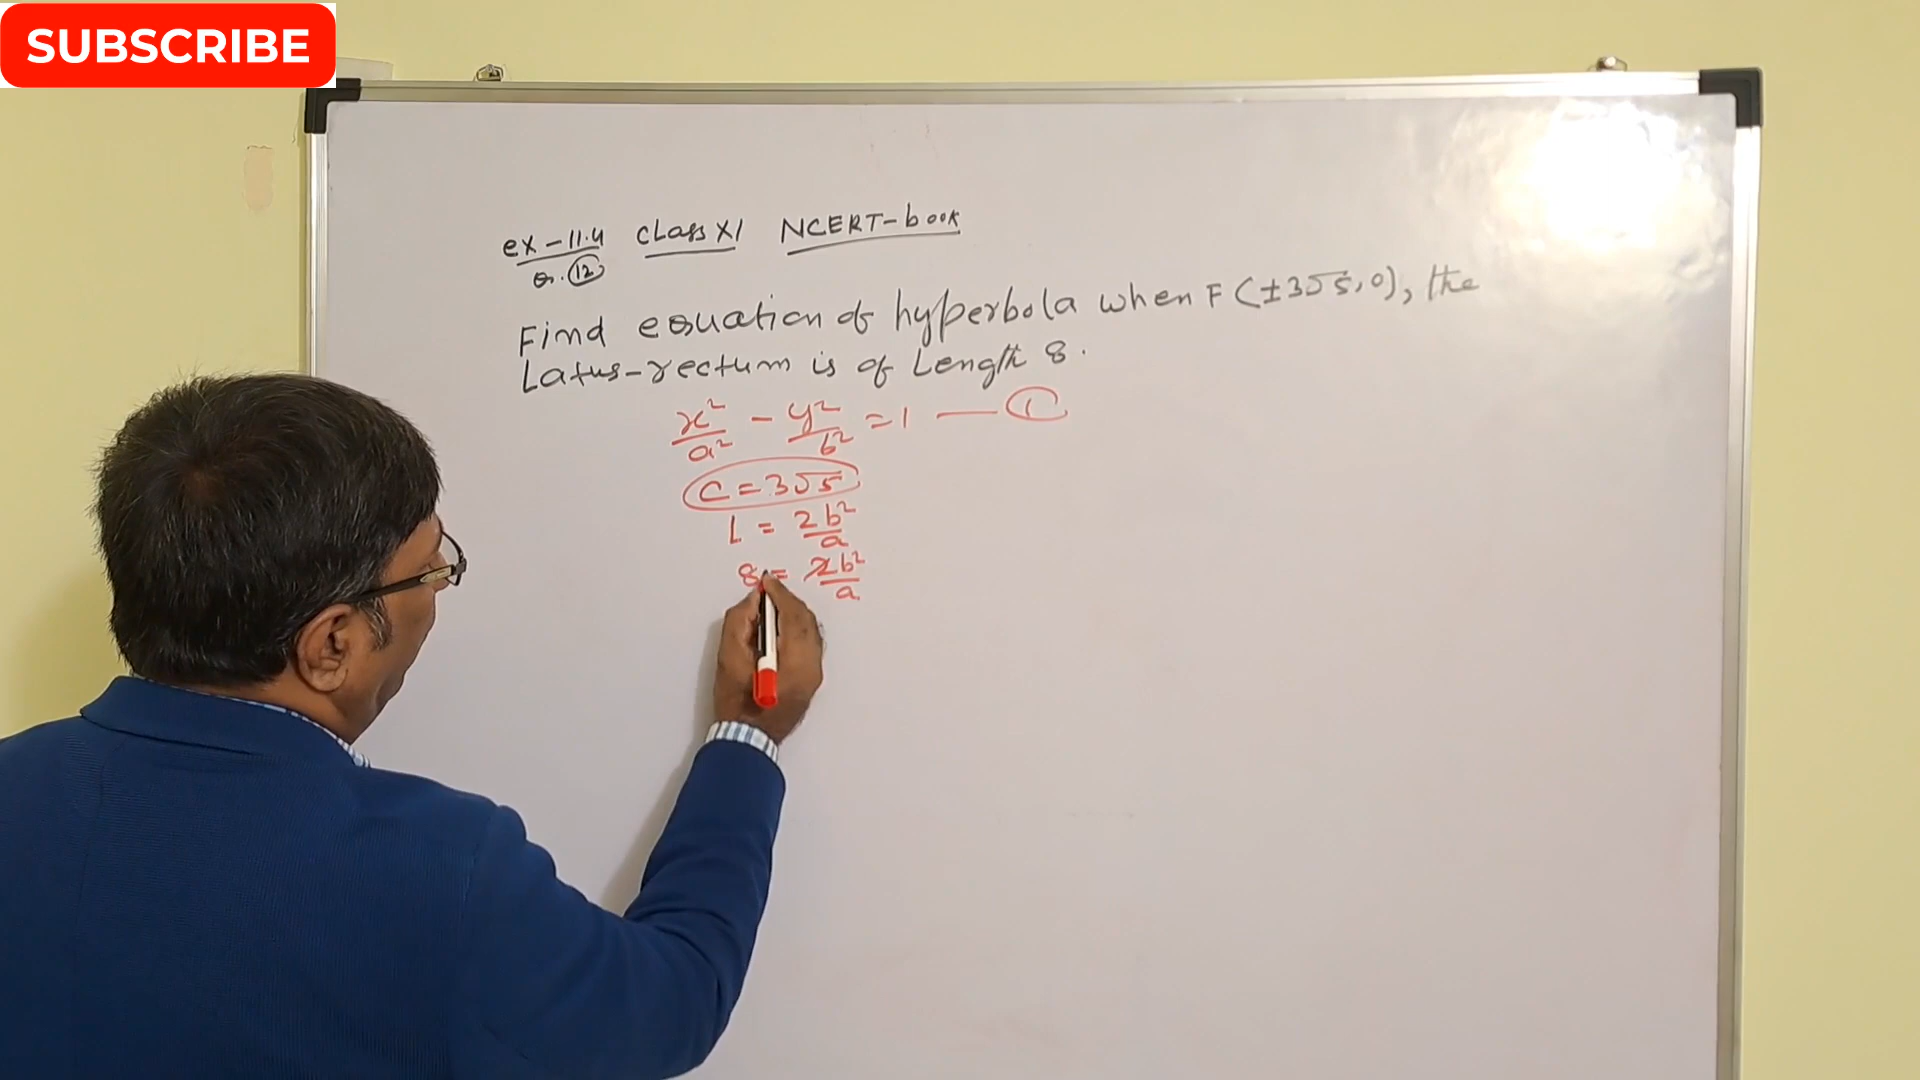 SUBSCRIBE
ex-11.4 class XI NCERT-book
Q.12
Find equation of hyperbola when F (±3√5,0), the
Latus-rectum is of Length 8.
x²/a² - y²/b² = 1 — 1
C = 3√5
L = 2b²/a
8 = 2b²/a